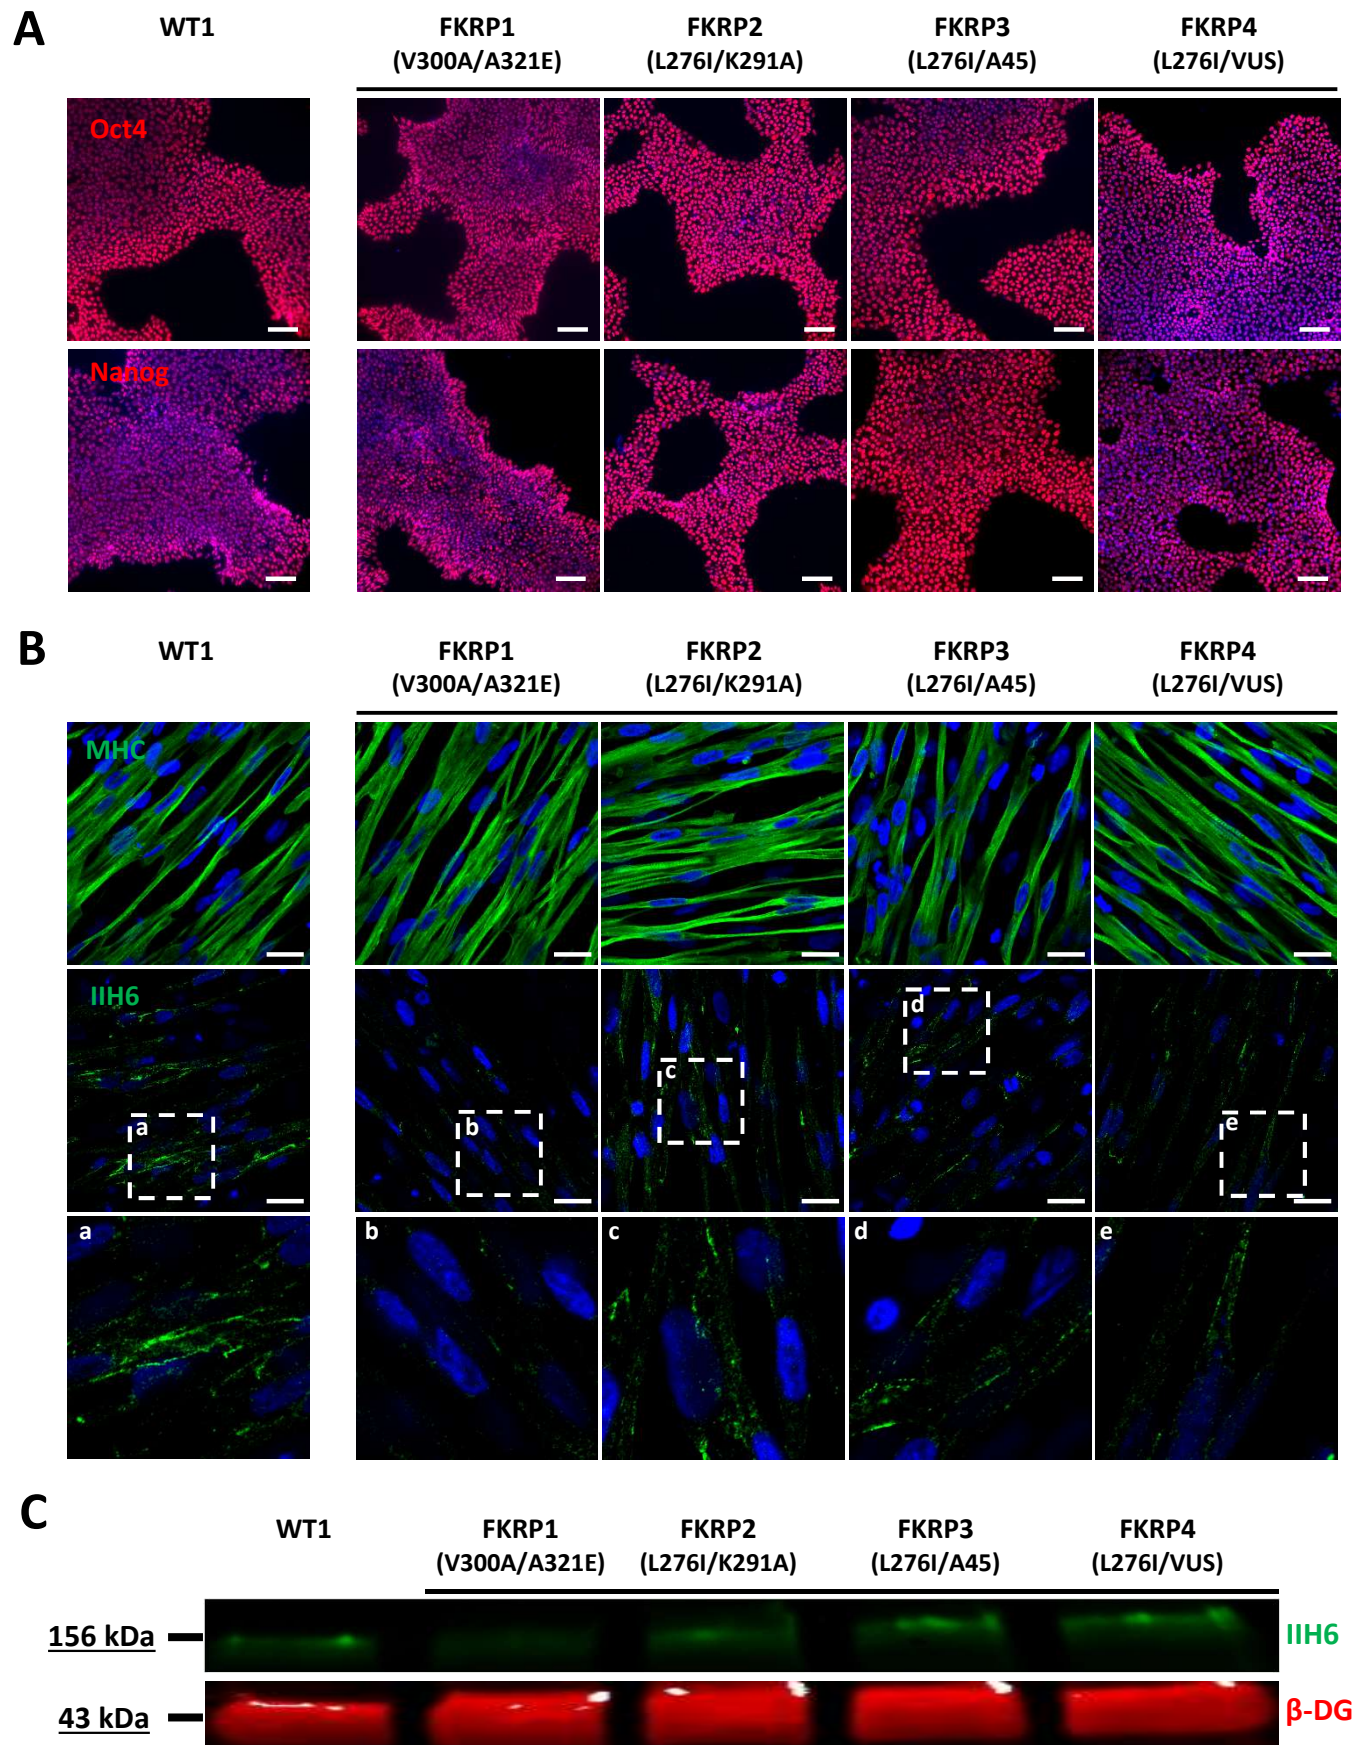 A
WT1
FKRP1
(V300A/A321E)
FKRP2
(L276I/K291A)
FKRP3
(L276I/A45)
FKRP4
(L276I/VUS)
Oct4
Nanog
B
WT1
FKRP1
(V300A/A321E)
FKRP2
(L276I/K291A)
FKRP3
(L276I/A45)
FKRP4
(L276I/VUS)
MHC
IIH6
a
b
c
d
e
a
b
c
d
e
C
WT1
FKRP1
(V300A/A321E)
FKRP2
(L276I/K291A)
FKRP3
(L276I/A45)
FKRP4
(L276I/VUS)
156 kDa
IIH6
43 kDa
β-DG